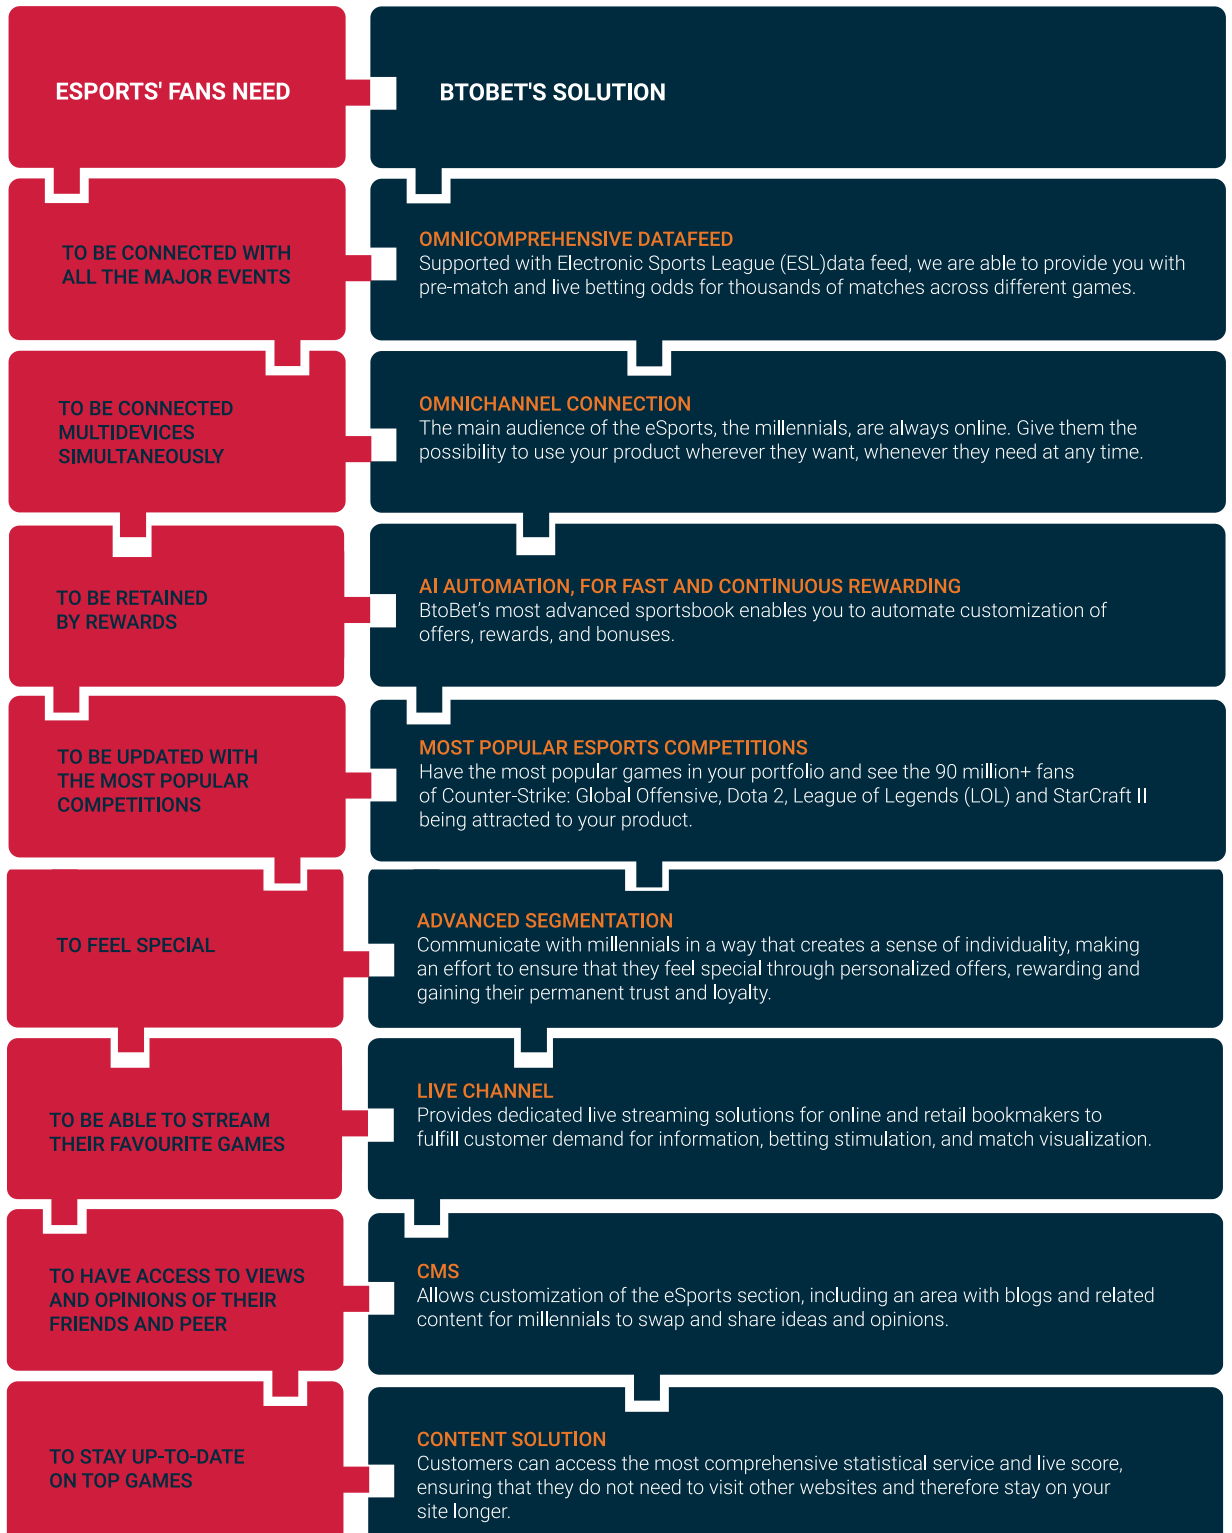 ESPORTS' FANS NEED
BTOBET'S SOLUTION
TO BE CONNECTED WITH
ALL THE MAJOR EVENTS
OMNICOMPREHENSIVE DATAFEED
Supported with Electronic Sports League (ESL)data feed, we are able to provide you with
pre-match and live betting odds for thousands of matches across different games.
TO BE CONNECTED
MULTIDEVICES
SIMULTANEOUSLY
OMNICHANNEL CONNECTION
The main audience of the eSports, the millennials, are always online. Give them the
possibility to use your product wherever they want, whenever they need at any time.
TO BE RETAINED
BY REWARDS
AI AUTOMATION, FOR FAST AND CONTINUOUS REWARDING
BtoBet's most advanced sportsbook enables you to automate customization of
offers, rewards, and bonuses.
TO BE UPDATED WITH
THE MOST POPULAR
COMPETITIONS
MOST POPULAR ESPORTS COMPETITIONS
Have the most popular games in your portfolio and see the 90 million+ fans
of Counter-Strike: Global Offensive, Dota 2, League of Legends (LOL) and StarCraft II
being attracted to your product.
TO FEEL SPECIAL
ADVANCED SEGMENTATION
Communicate with millennials in a way that creates a sense of individuality, making
an effort to ensure that they feel special through personalized offers, rewarding and
gaining their permanent trust and loyalty.
TO BE ABLE TO STREAM
THEIR FAVOURITE GAMES
LIVE CHANNEL
Provides dedicated live streaming solutions for online and retail bookmakers to
fulfill customer demand for information, betting stimulation, and match visualization.
TO HAVE ACCESS TO VIEWS
AND OPINIONS OF THEIR
FRIENDS AND PEER
CMS
Allows customization of the eSports section, including an area with blogs and related
content for millennials to swap and share ideas and opinions.
TO STAY UP-TO-DATE
ON TOP GAMES
CONTENT SOLUTION
Customers can access the most comprehensive statistical service and live score,
ensuring that they do not need to visit other websites and therefore stay on your
site longer.